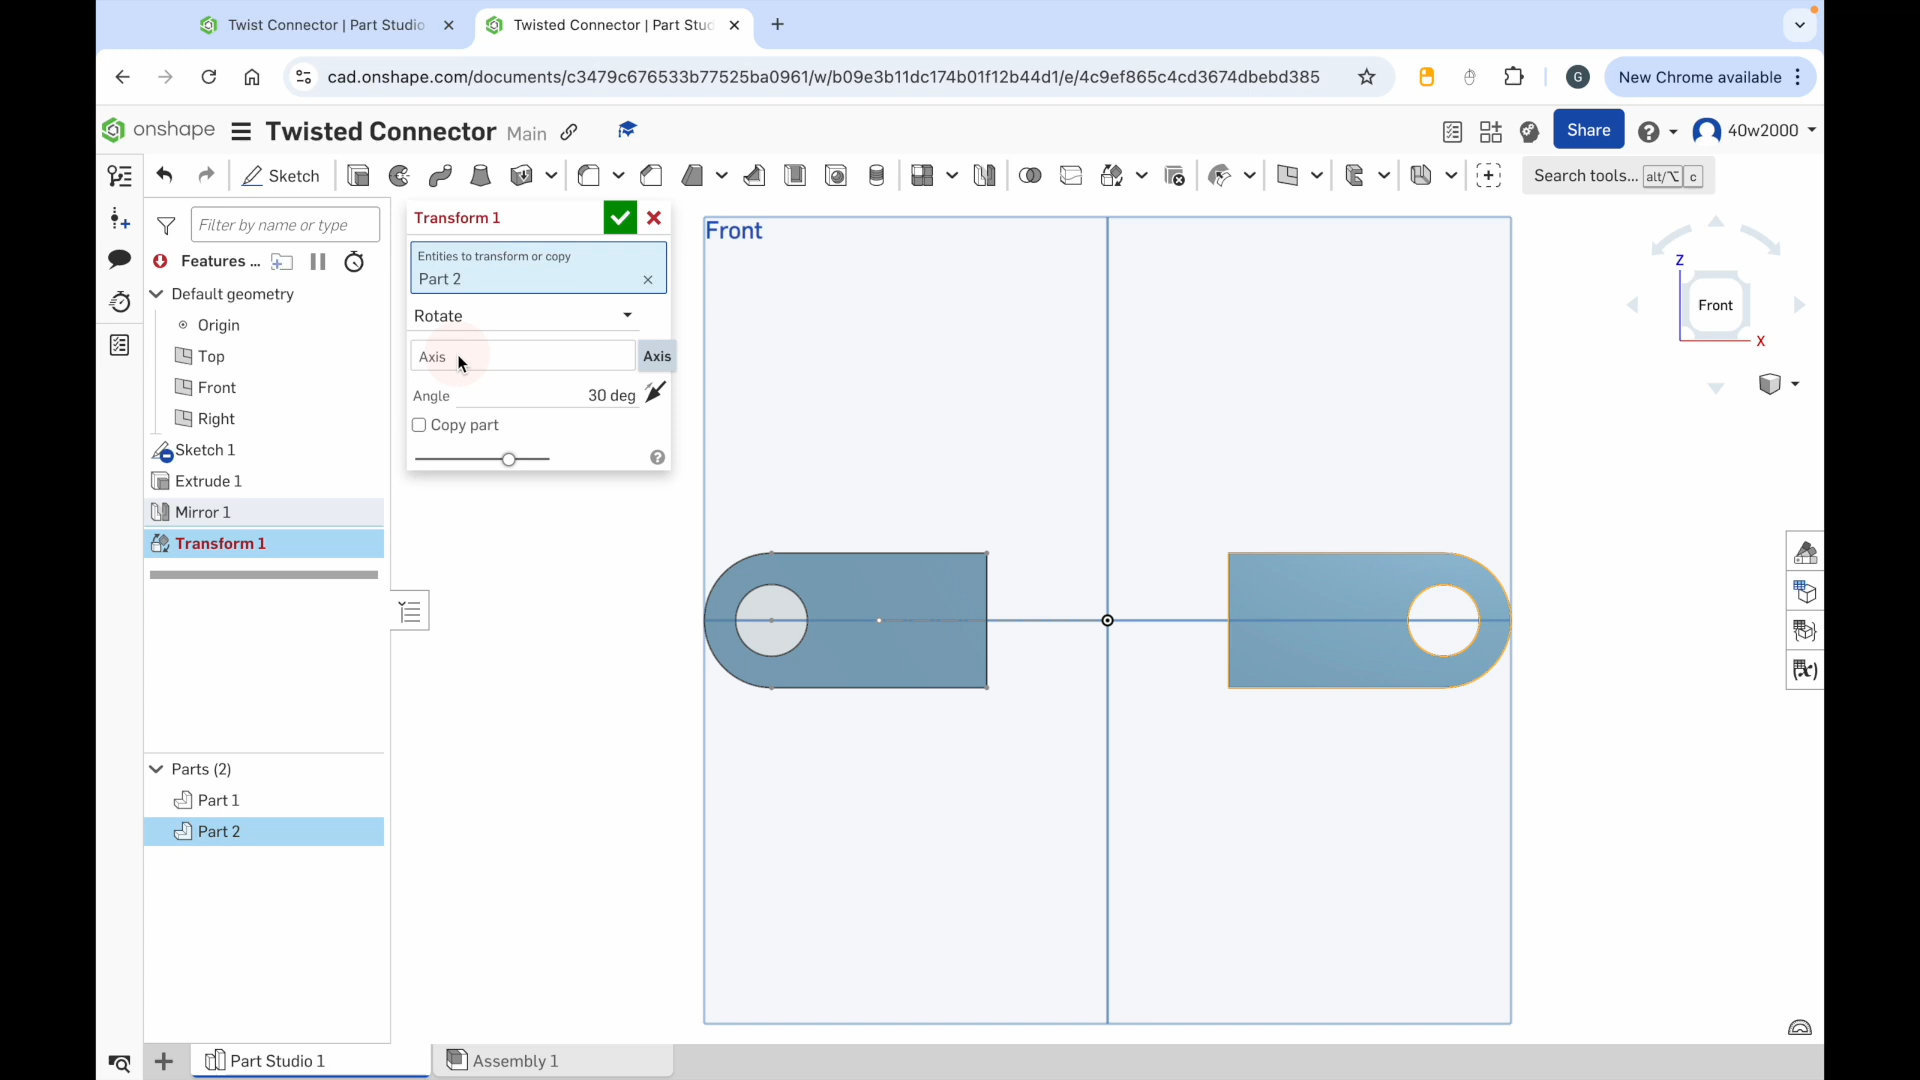 Twist Connector | Part Studio
Twisted Connector | Part Stud
cad.onshape.com/documents/c3479c676533b77525ba0961/w/b09e3b11dc174b01f12b44d1/e/4c9ef865c4cd3674dbebd385
G
New Chrome available
onshape
Twisted Connector
Main
Share
40w2000
Sketch
Search tools...
alt/⌥
c
Filter by name or type
Features ...
Default geometry
Origin
Top
Front
Right
Sketch 1
Extrude 1
Mirror 1
Transform 1
Parts (2)
Part 1
Part 2
Transform 1
Entities to transform or copy
Part 2
Rotate
Axis
Axis
Angle
30 deg
Copy part
Front
Z
Front
X
(x)
Part Studio 1
Assembly 1